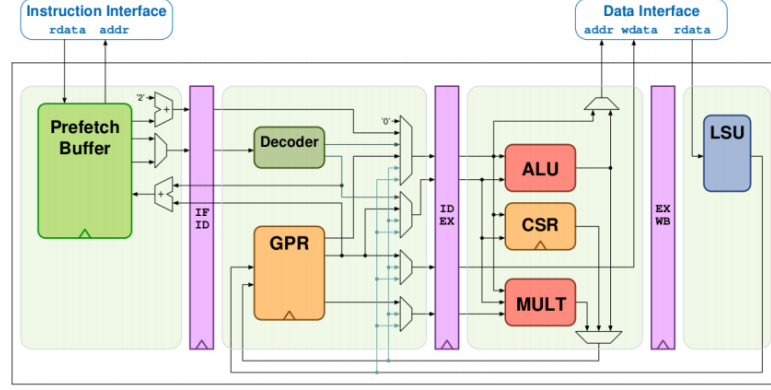 Instruction Interface
rdata addr
Data Interface
addr wdata rdata
'2'
+
Prefetch
Buffer
+
IF
ID
Decoder
'0'
GPR
ID
EX
ALU
CSR
MULT
EX
WB
LSU